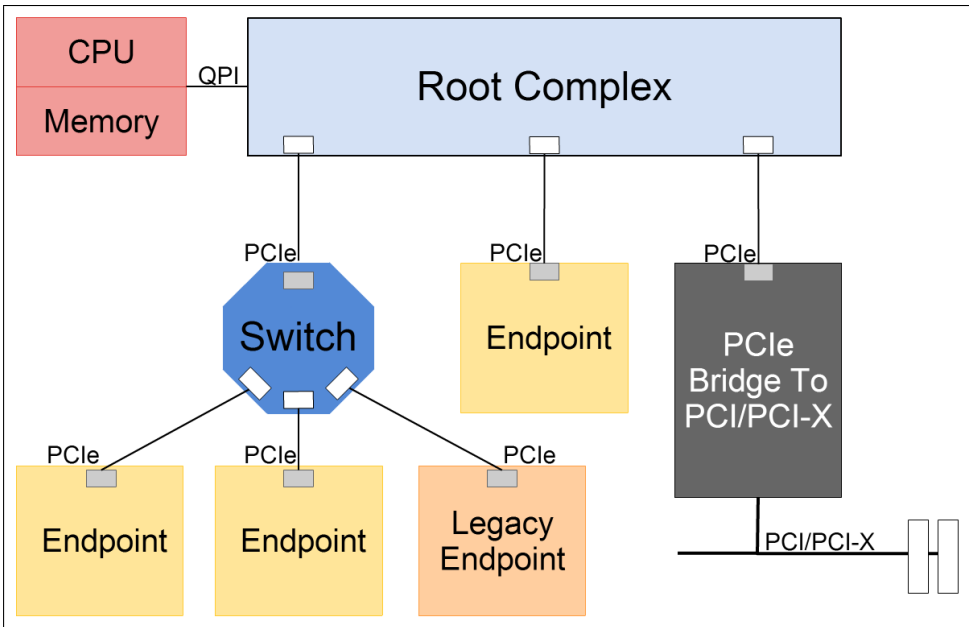 CPU
Memory
QPI
Root Complex
PCIe
PCIe
PCIe
Switch
Endpoint
PCIe
Bridge To
PCI/PCI-X
PCIe
PCIe
PCIe
Endpoint
Endpoint
Legacy
Endpoint
PCI/PCI-X